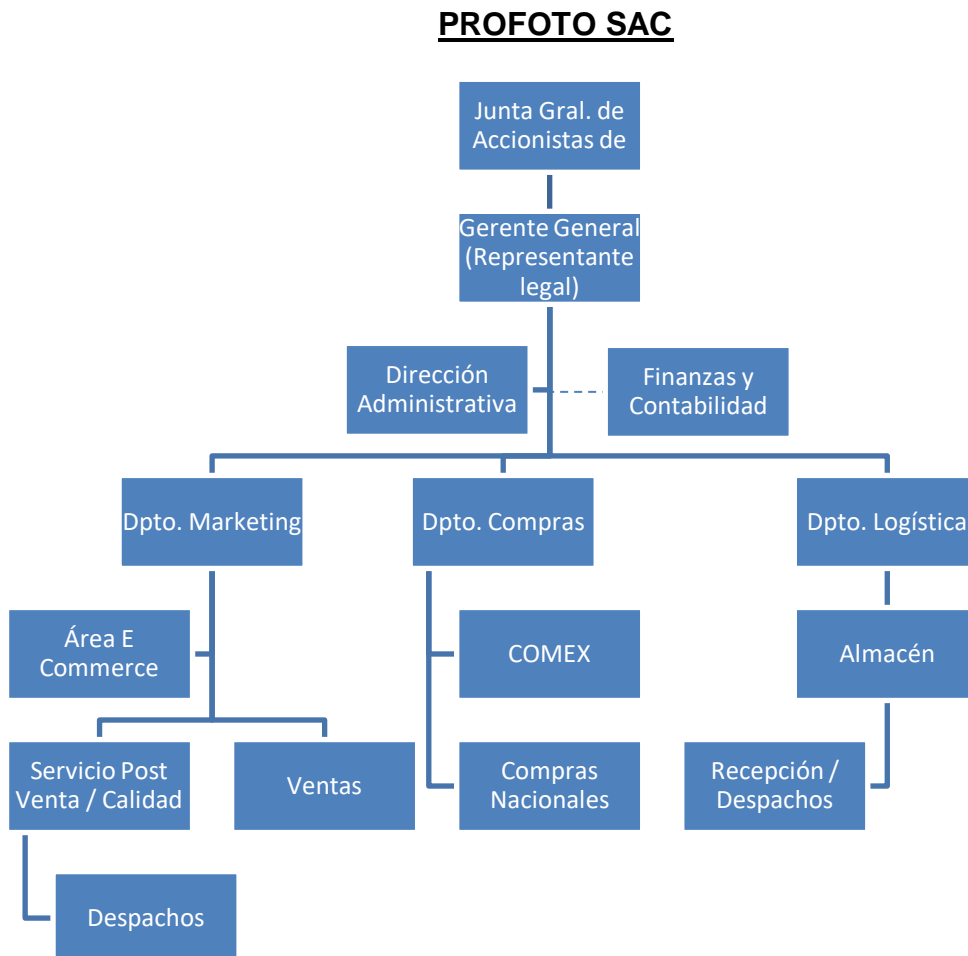 PROFOTO SAC
Junta Gral. de
Accionistas de
Gerente General
(Representante
legal)
Dirección
Administrativa
Finanzas y
Contabilidad
Dpto. Marketing
Dpto. Compras
Dpto. Logística
Área E
Commerce
COMEX
Almacén
Servicio Post
Venta / Calidad
Ventas
Compras
Nacionales
Recepción /
Despachos
Despachos